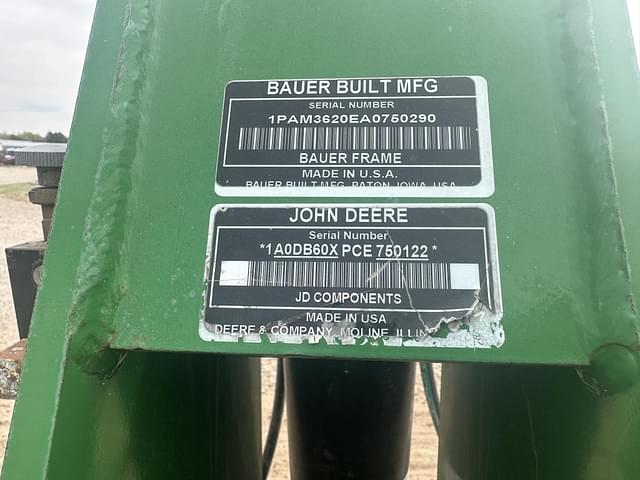 BAUER BUILT MFG
SERIAL NUMBER
1PAM3620EA0750290
BAUER FRAME
MADE IN U.S.A.
BAUER BUILT MFG. PATON, IOWA, USA
JOHN DEERE
Serial Number
*1A0DB60X PCE 750122*
JD COMPONENTS
MADE IN USA
DEERE & COMPANY, MOLINE,